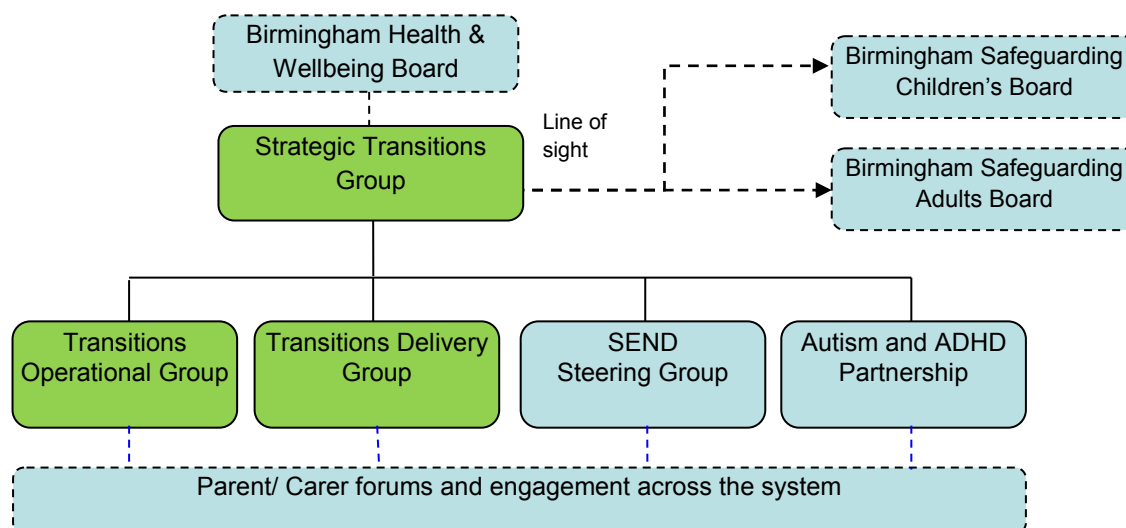 Birmingham Health &
Wellbeing Board
Birmingham Safeguarding
Children’s Board
Line of
sight
Strategic Transitions
Group
Birmingham Safeguarding
Adults Board
Transitions
Operational Group
Transitions Delivery
Group
SEND
Steering Group
Autism and ADHD
Partnership
Parent/ Carer forums and engagement across the system